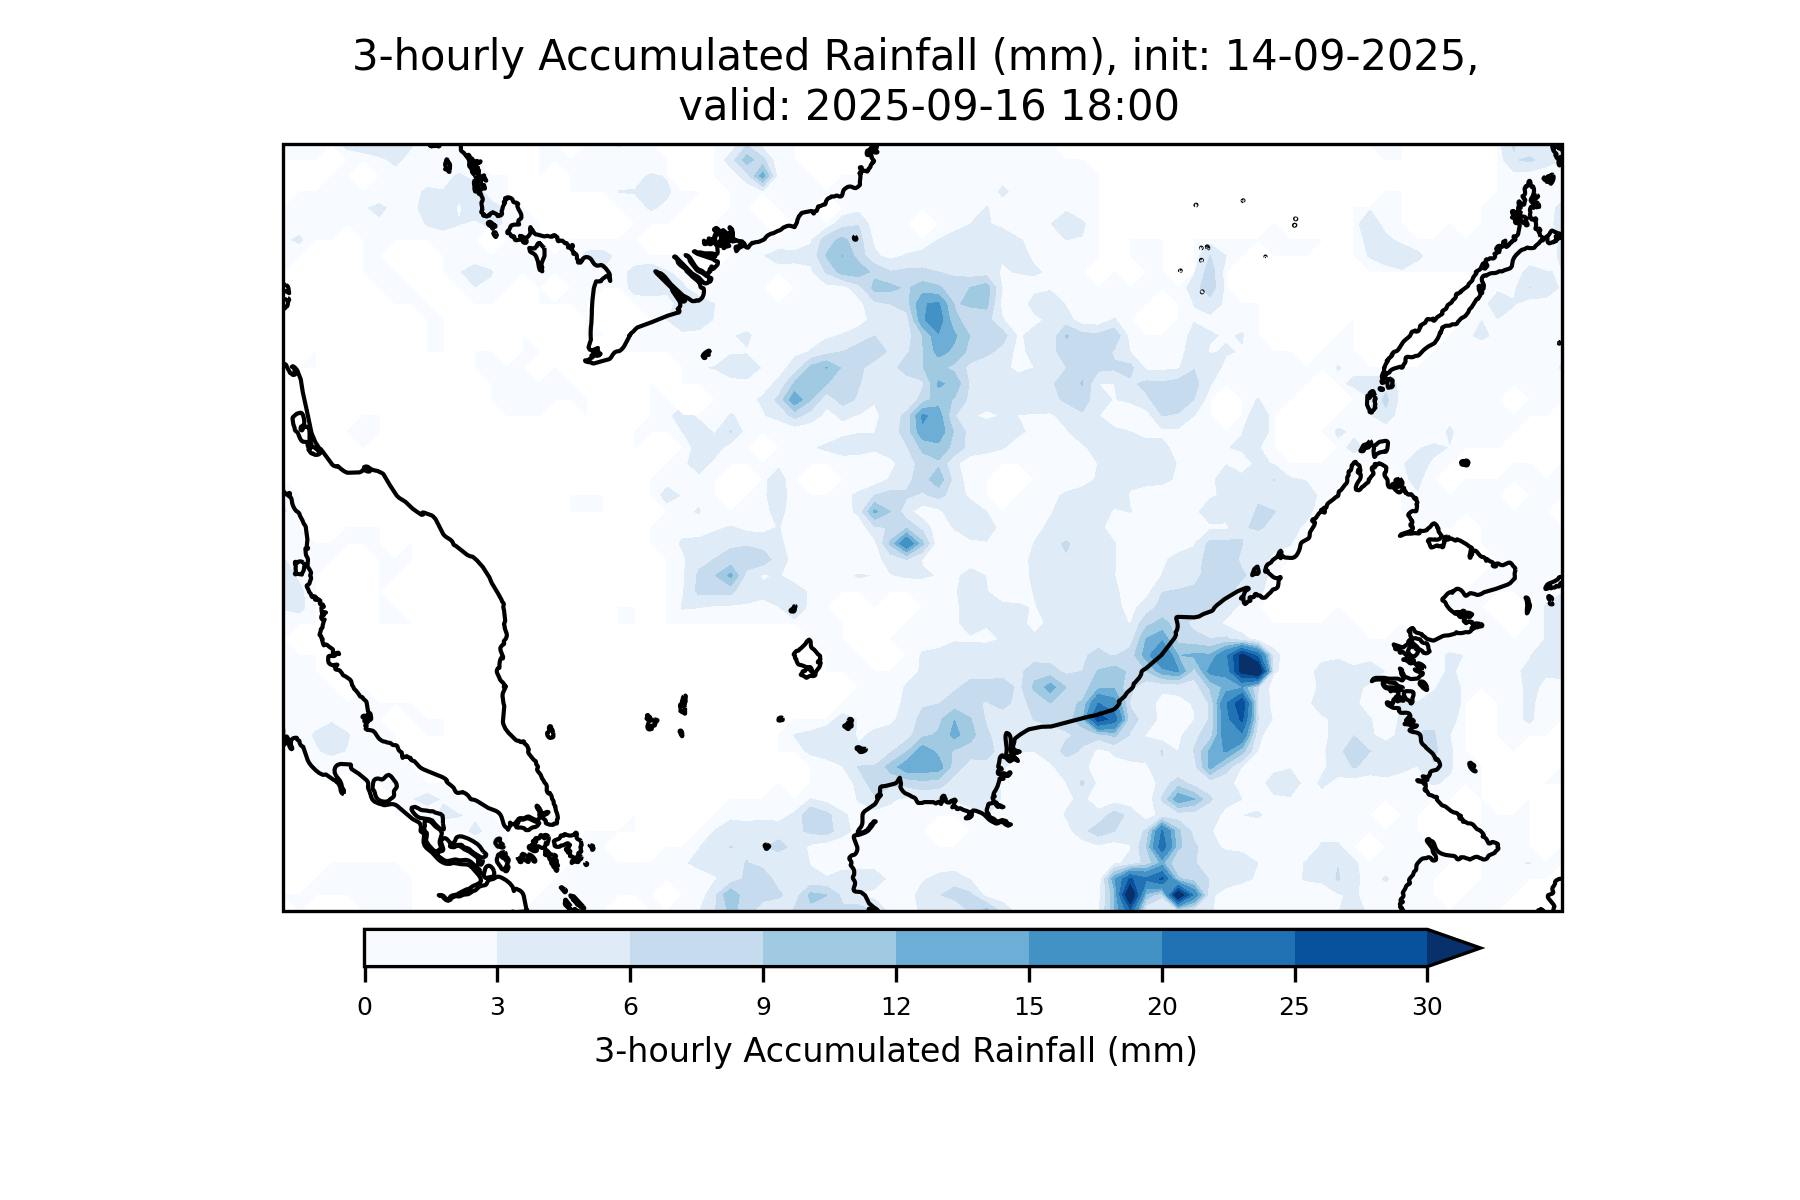 3-hourly Accumulated Rainfall (mm), init: 14-09-2025,
valid: 2025-09-16 18:00
0 3 6 9 12 15 20 25 30
3-hourly Accumulated Rainfall (mm)